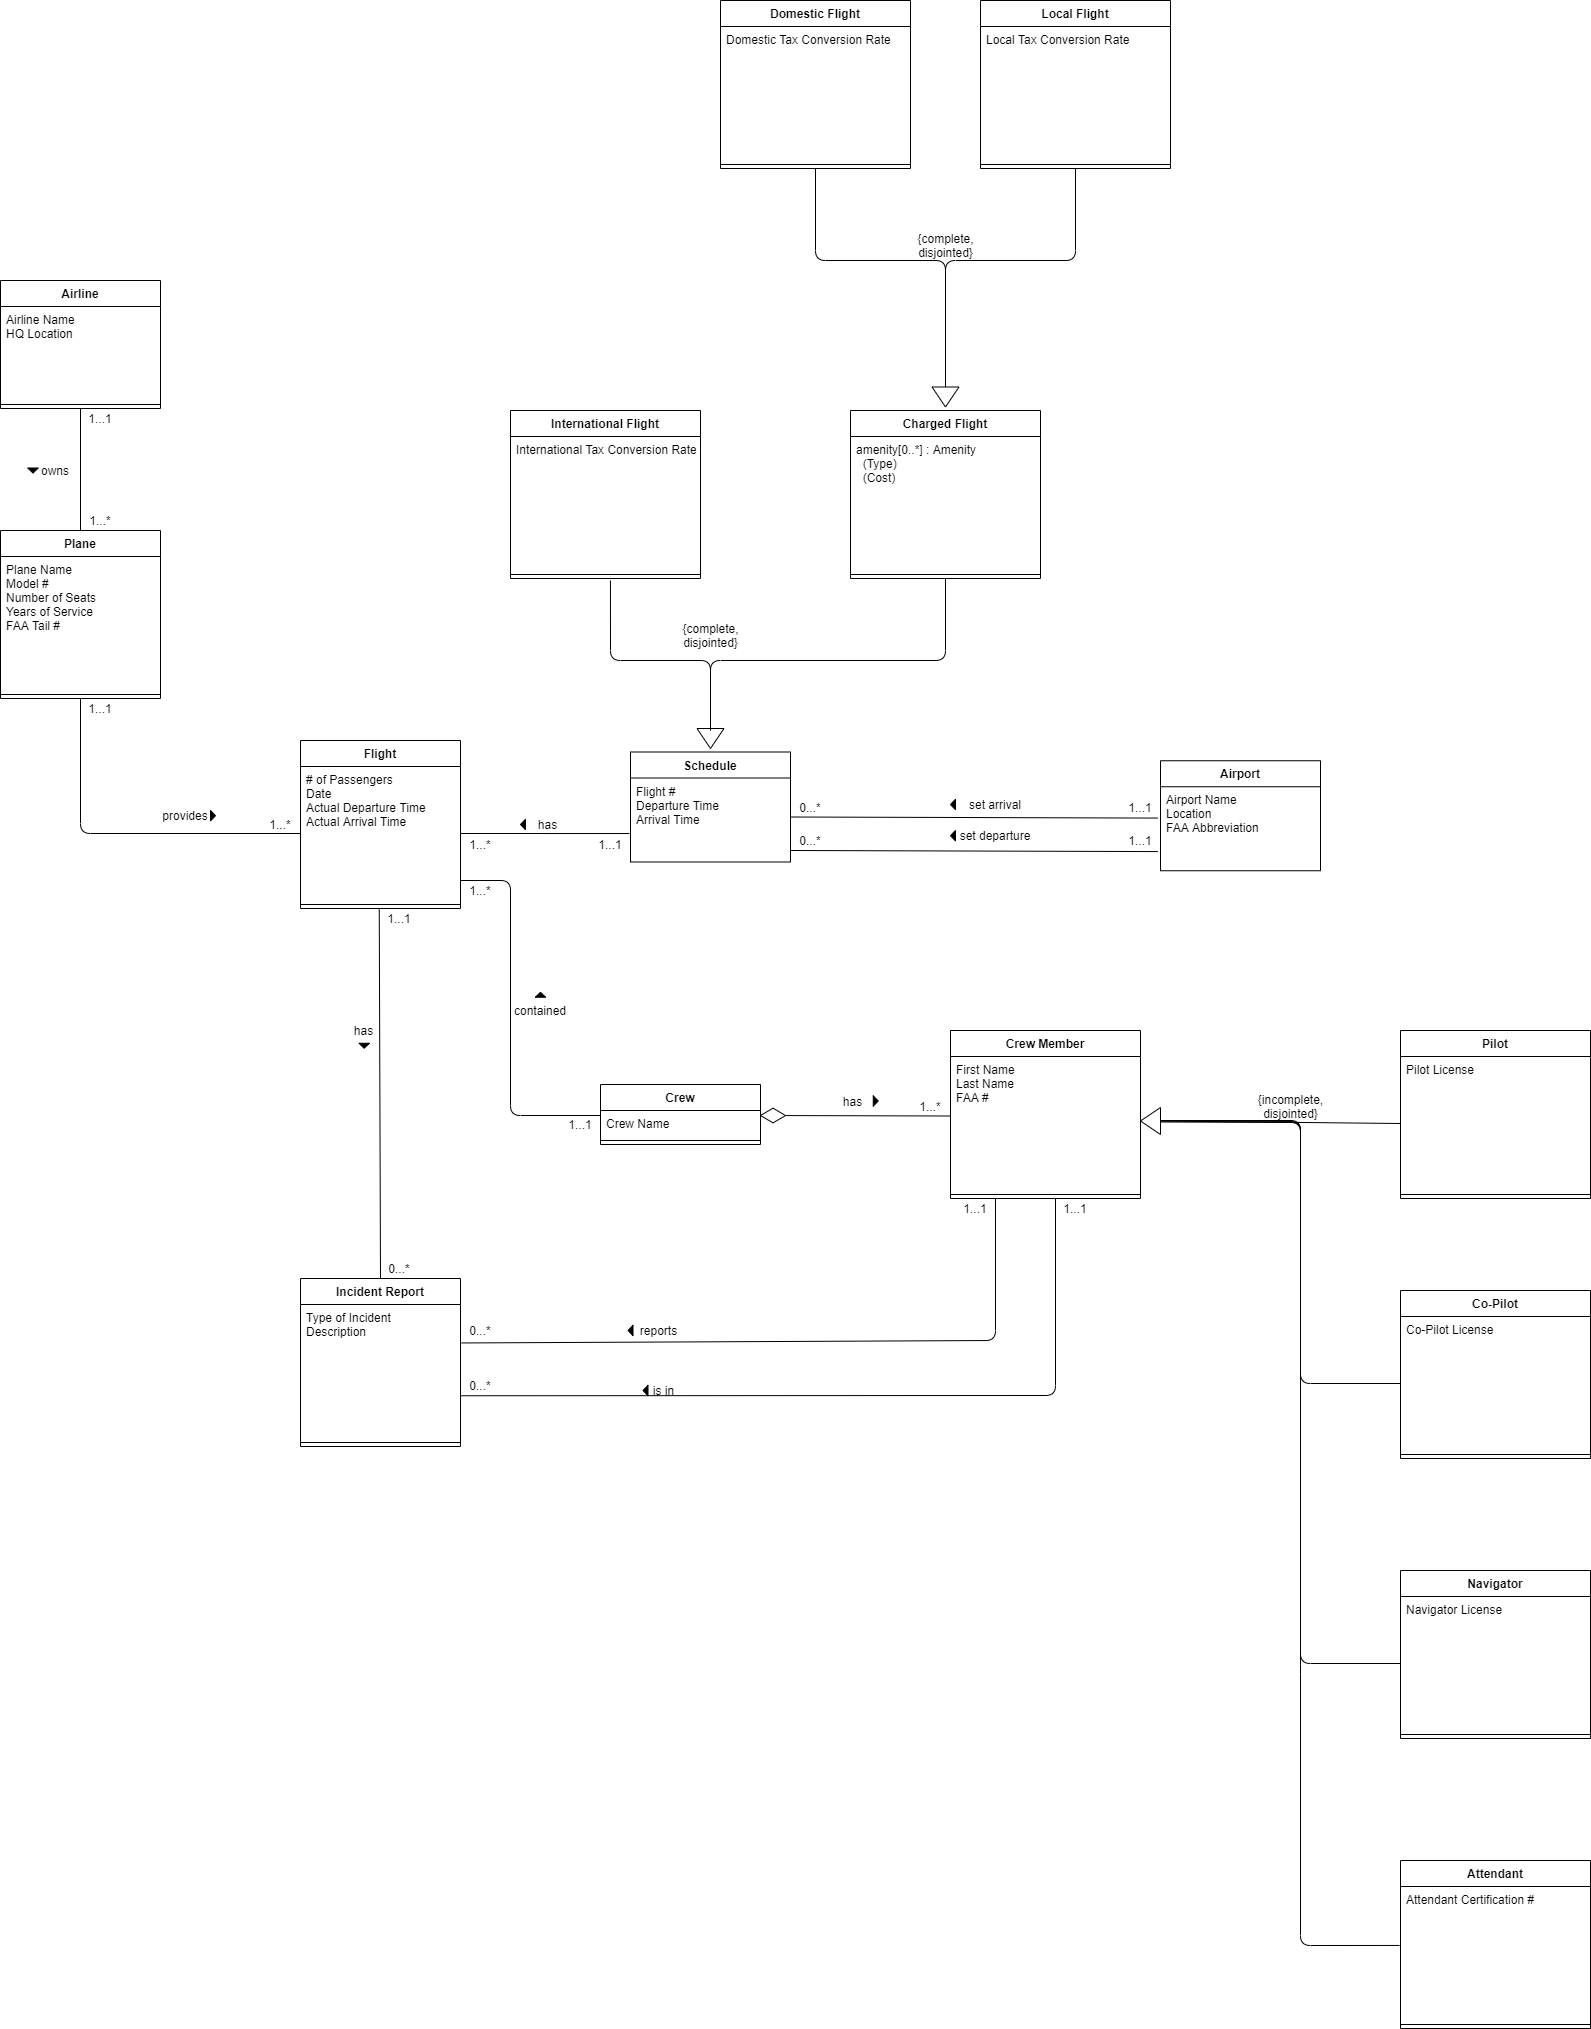 Domestic Flight
Domestic Tax Conversion Rate
Local Flight
Local Tax Conversion Rate
{complete,
disjointed}
Airline
Airline Name
HQ Location
1...1
owns
1...*
International Flight
International Tax Conversion Rate
Charged Flight
amenity[0..*] : Amenity
(Type)
(Cost)
{complete,
disjointed}
Plane
Plane Name
Model #
Number of Seats
Years of Service
FAA Tail #
1...1
provides
1...*
Flight
# of Passengers
Date
Actual Departure Time
Actual Arrival Time
has
1...*
1...1
Schedule
Flight #
Departure Time
Arrival Time
0...*
set arrival
1...1
0...*
set departure
1...1
Airport
Airport Name
Location
FAA Abbreviation
1...*
1...1
contained
has
1...1
Crew
Crew Name
has
1...*
Crew Member
First Name
Last Name
FAA #
{incomplete,
disjointed}
Pilot
Pilot License
1...1
1...1
0...*
Incident Report
Type of Incident
Description
0...*
reports
0...*
is in
Co-Pilot
Co-Pilot License
Navigator
Navigator License
Attendant
Attendant Certification #